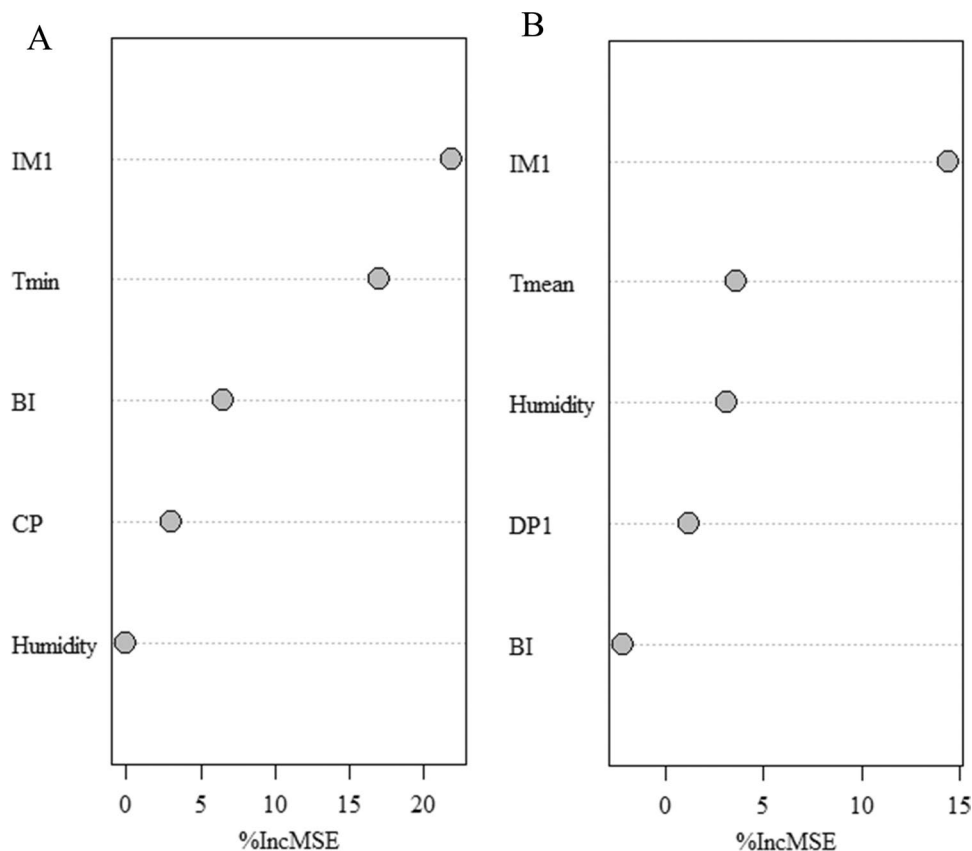 A
IM1
Tmin
BI
CP
Humidity
0 5 10 15 20
%IncMSE
B
IM1
Tmean
Humidity
DP1
BI
0 5 10 15
%IncMSE